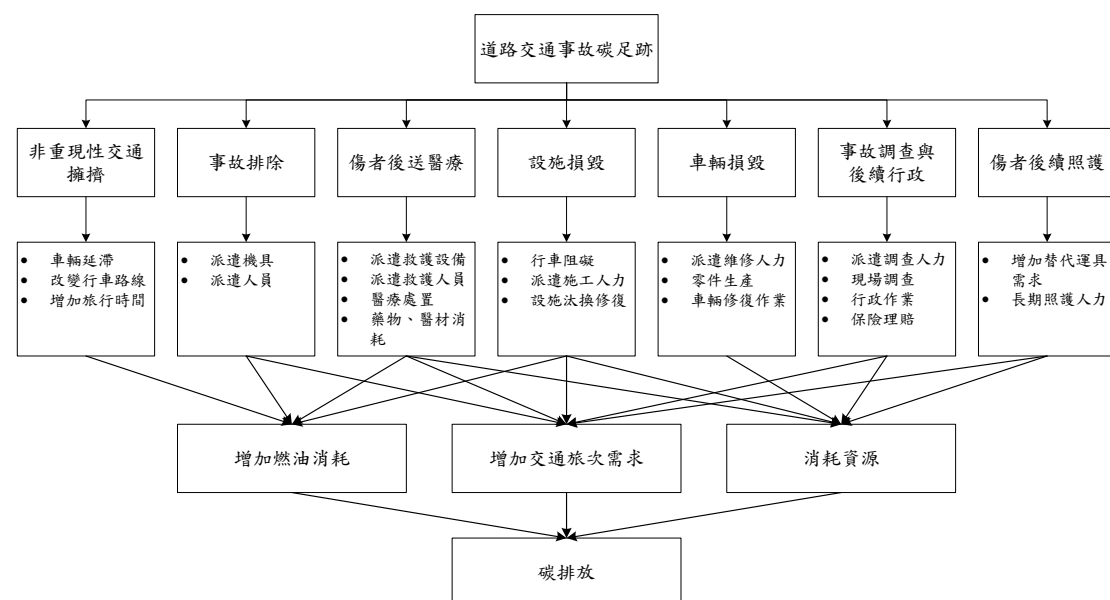 道路交通事故碳足跡
非重現性交通
擁擠
事故排除
傷者後送醫療
設施損毀
車輛損毀
事故調查與
後續行政
傷者後續照護
• 車輛延滯
• 改變行車路線
• 增加旅行時間
• 派遣機具
• 派遣人員
• 派遣救護設備
• 派遣救護人員
• 醫療處置
• 藥物、醫材消
耗
• 行車阻礙
• 派遣施工人力
• 設施汰換修復
• 派遣維修人力
• 零件生產
• 車輛修復作業
• 派遣調查人力
• 現場調查
• 行政作業
• 保險理賠
• 增加替代運具
需求
• 長期照護人力
增加燃油消耗
增加交通旅次需求
消耗資源
碳排放